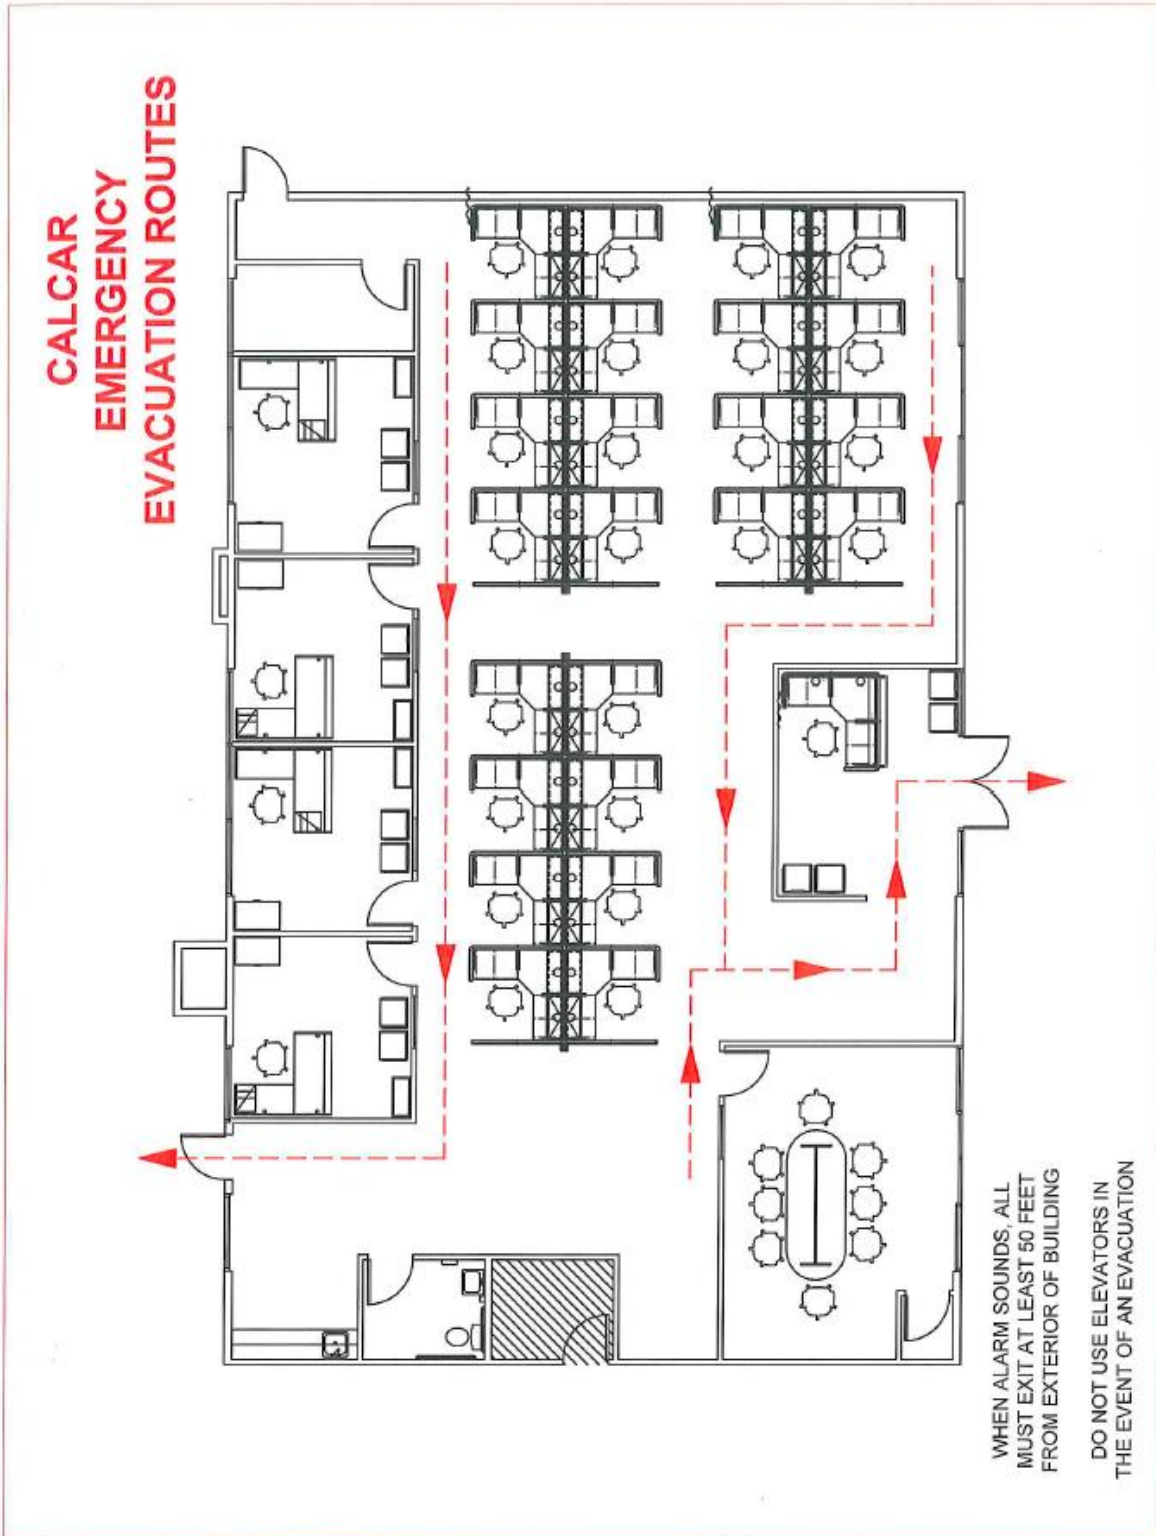 CALCAR
EMERGENCY
EVACUATION ROUTES
WHEN ALARM SOUNDS, ALL
MUST EXIT AT LEAST 50 FEET
FROM EXTERIOR OF BUILDING
DO NOT USE ELEVATORS IN
THE EVENT OF AN EVACUATION